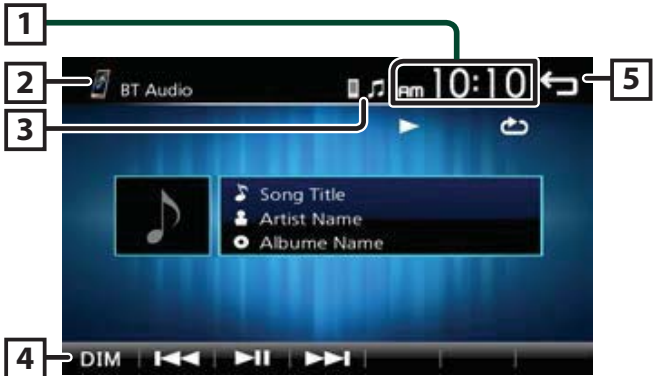 1
2
BT Audio
AM 10:10
5
3
Song Title
Artist Name
Albume Name
4
DIM